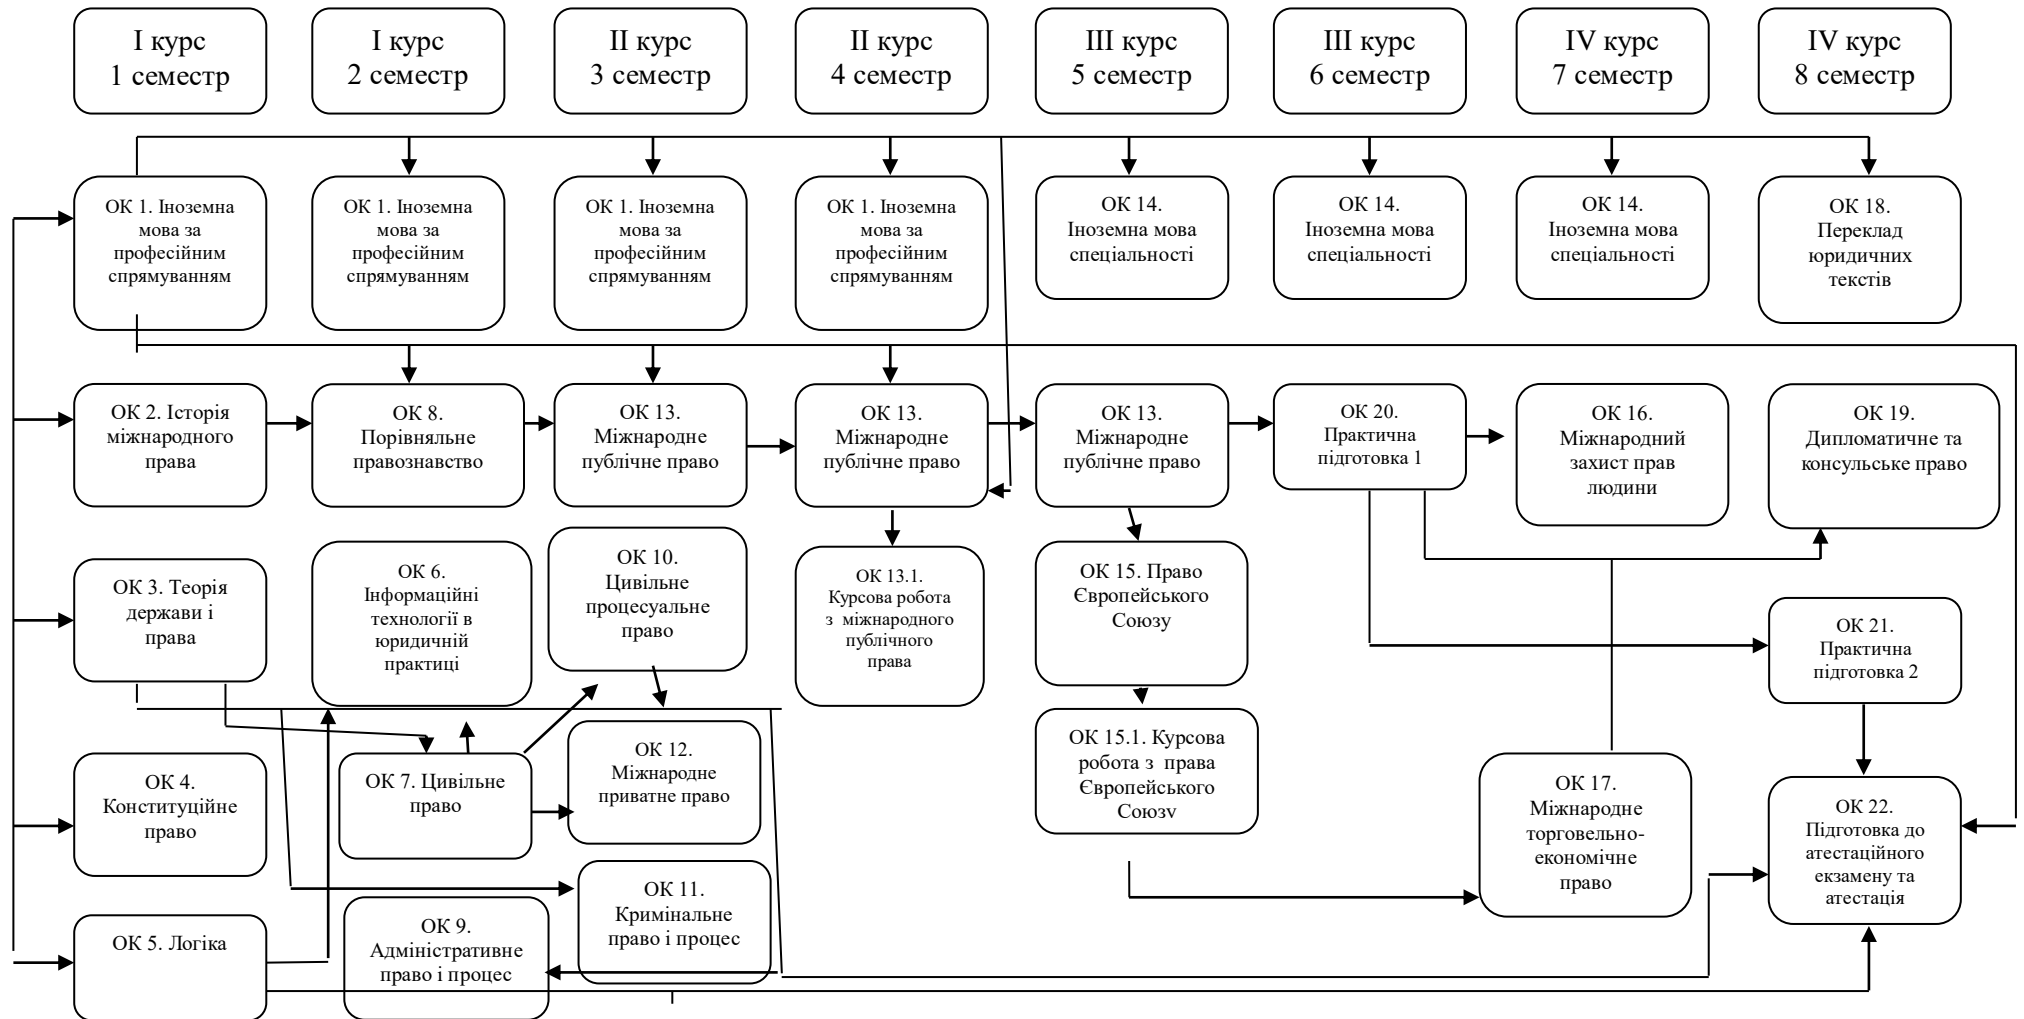 I курс
1 семестр
I курс
2 семестр
II курс
3 семестр
II курс
4 семестр
III курс
5 семестр
III курс
6 семестр
IV курс
7 семестр
IV курс
8 семестр
ОК 1. Іноземна
мова за
професійним
спрямуванням
ОК 1. Іноземна
мова за
професійним
спрямуванням
ОК 1. Іноземна
мова за
професійним
спрямуванням
ОК 1. Іноземна
мова за
професійним
спрямуванням
ОК 14.
Іноземна мова
спеціальності
ОК 14.
Іноземна мова
спеціальності
ОК 14.
Іноземна мова
спеціальності
ОК 18.
Переклад
юридичних
текстів
ОК 2. Історія
міжнародного
права
ОК 8.
Порівняльне
правознавство
ОК 13.
Міжнародне
публічне право
ОК 13.
Міжнародне
публічне право
ОК 13.
Міжнародне
публічне право
ОК 20.
Практична
підготовка 1
ОК 16.
Міжнародний
захист прав
людини
ОК 19.
Дипломатичне та
консульське право
ОК 3. Теорія
держави і
права
ОК 6.
Інформаційні
технології в
юридичній
практиці
ОК 10.
Цивільне
процесуальне
право
ОК 13.1.
Курсова робота
з міжнародного
публічного
права
ОК 15. Право
Європейського
Союзу
ОК 21.
Практична
підготовка 2
ОК 4.
Конституційне
право
ОК 7. Цивільне
право
ОК 12.
Міжнародне
приватне право
ОК 15.1. Курсова
робота з права
Європейського
Союзу
ОК 17.
Міжнародне
торговельно-
економічне
право
ОК 22.
Підготовка до
атестаційного
екзамену та
атестація
ОК 5. Логіка
ОК 9.
Адміністративне
право і процес
ОК 11.
Кримінальне
право і процес